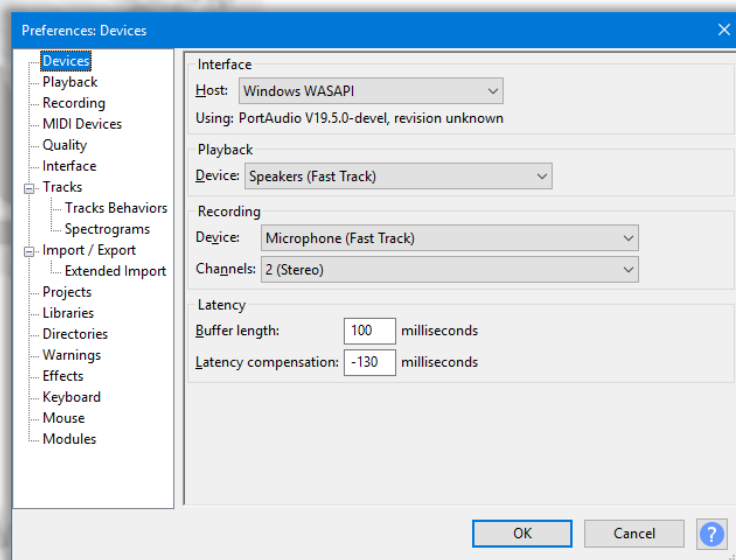 Preferences: Devices
Devices
Playback
Recording
MIDI Devices
Quality
Interface
Tracks
Tracks Behaviors
Spectrograms
Import / Export
Extended Import
Projects
Libraries
Directories
Warnings
Effects
Keyboard
Mouse
Modules
Interface
Host: Windows WASAPI
Using: PortAudio V19.5.0-devel, revision unknown
Playback
Device: Speakers (Fast Track)
Recording
Device: Microphone (Fast Track)
Channels: 2 (Stereo)
Latency
Buffer length: 100 milliseconds
Latency compensation: -130 milliseconds
OK Cancel ?